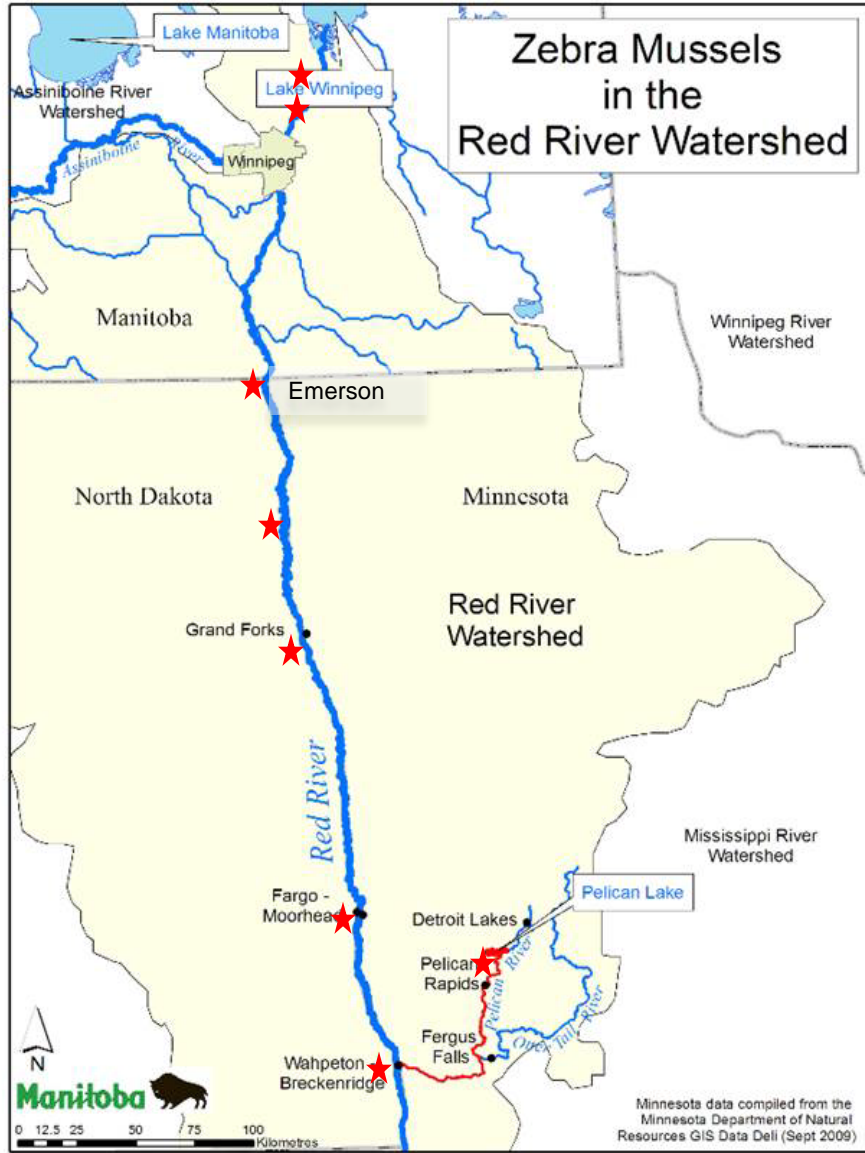 Zebra Mussels
in the
Red River Watershed
Lake Manitoba
Assiniboine River
Watershed
Lake Winnipeg
Assiniboine River
Winnipeg
Manitoba
Winnipeg River
Watershed
Emerson
North Dakota
Minnesota
Red River
Watershed
Grand Forks
Red River
Mississippi River
Watershed
Pelican Lake
Fargo -
Moorhea
Detroit Lakes
Pelican
Rapids
Pelican River
Fergus
Falls
Otter Tail River
Wahpeton
Breckenridge
N
Manitoba
0 12.5 25 50 75 100
Kilometres
Minnesota data compiled from the
Minnesota Department of Natural
Resources GIS Data Deli (Sept 2009)